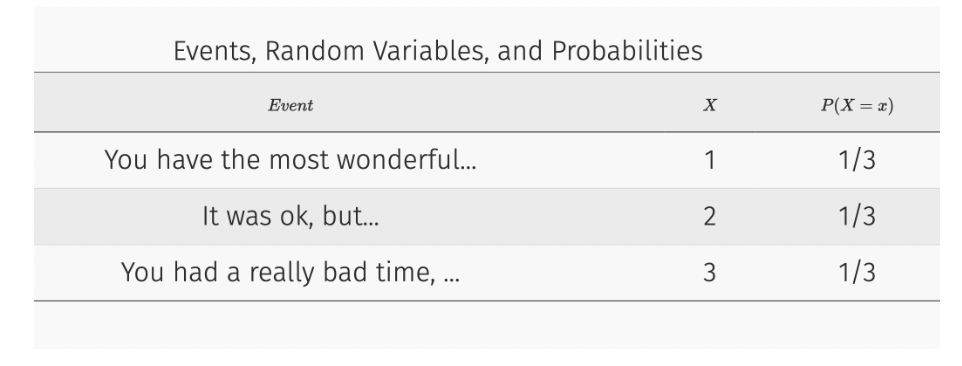 Events, Random Variables, and Probabilities
Event X P(X = x)
You have the most wonderful... 1 1/3
It was ok, but... 2 1/3
You had a really bad time, ... 3 1/3